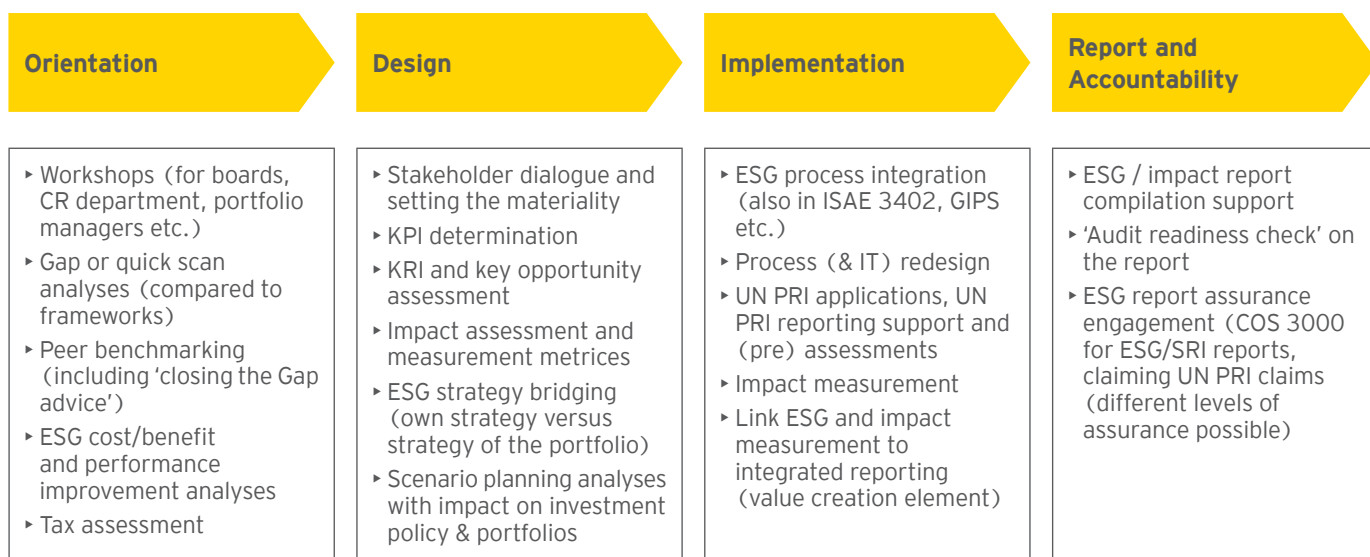 Orientation
Design
Implementation
Report and
Accountability
‣ Workshops (for boards,
CR department, portfolio
managers etc.)
‣ Gap or quick scan
analyses (compared to
frameworks)
‣ Peer benchmarking
(including ‘closing the Gap
advice’)
‣ ESG cost/benefit
and performance
improvement analyses
‣ Tax assessment
‣ Stakeholder dialogue and
setting the materiality
‣ KPI determination
‣ KRI and key opportunity
assessment
‣ Impact assessment and
measurement metrices
‣ ESG strategy bridging
(own strategy versus
strategy of the portfolio)
‣ Scenario planning analyses
with impact on investment
policy & portfolios
‣ ESG process integration
(also in ISAE 3402, GIPS
etc.)
‣ Process (& IT) redesign
‣ UN PRI applications, UN
PRI reporting support and
(pre) assessments
‣ Impact measurement
‣ Link ESG and impact
measurement to
integrated reporting
(value creation element)
‣ ESG / impact report
compilation support
‣ ‘Audit readiness check’ on
the report
‣ ESG report assurance
engagement (COS 3000
for ESG/SRI reports,
claiming UN PRI claims
(different levels of
assurance possible)